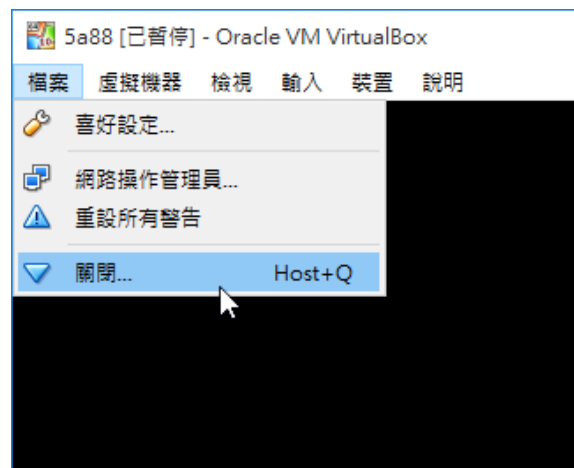 5a88 [已暫停] - Oracle VM VirtualBox
檔案 虛擬機器 檢視 輸入 裝置 說明
喜好設定...
網路操作管理員...
重設所有警告
關閉... Host+Q